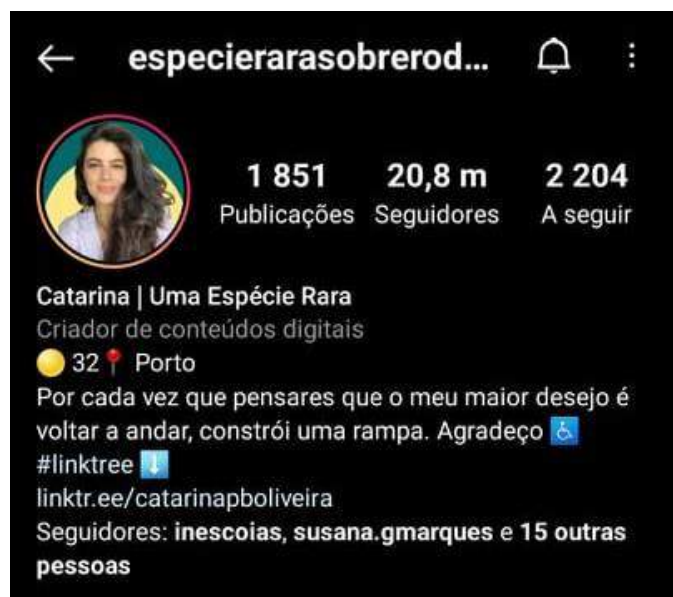 especierarasobrerod...
1 851 20,8 m 2 204
Publicações Seguidores A seguir
Catarina | Uma Espécie Rara
Criador de conteúdos digitais
32 Porto
Por cada vez que pensares que o meu maior desejo é
voltar a andar, constrói uma rampa. Agradeço
#linktree
linktr.ee/catarinapboliveira
Seguidores: inescoias, susana.gmarques e 15 outras
pessoas